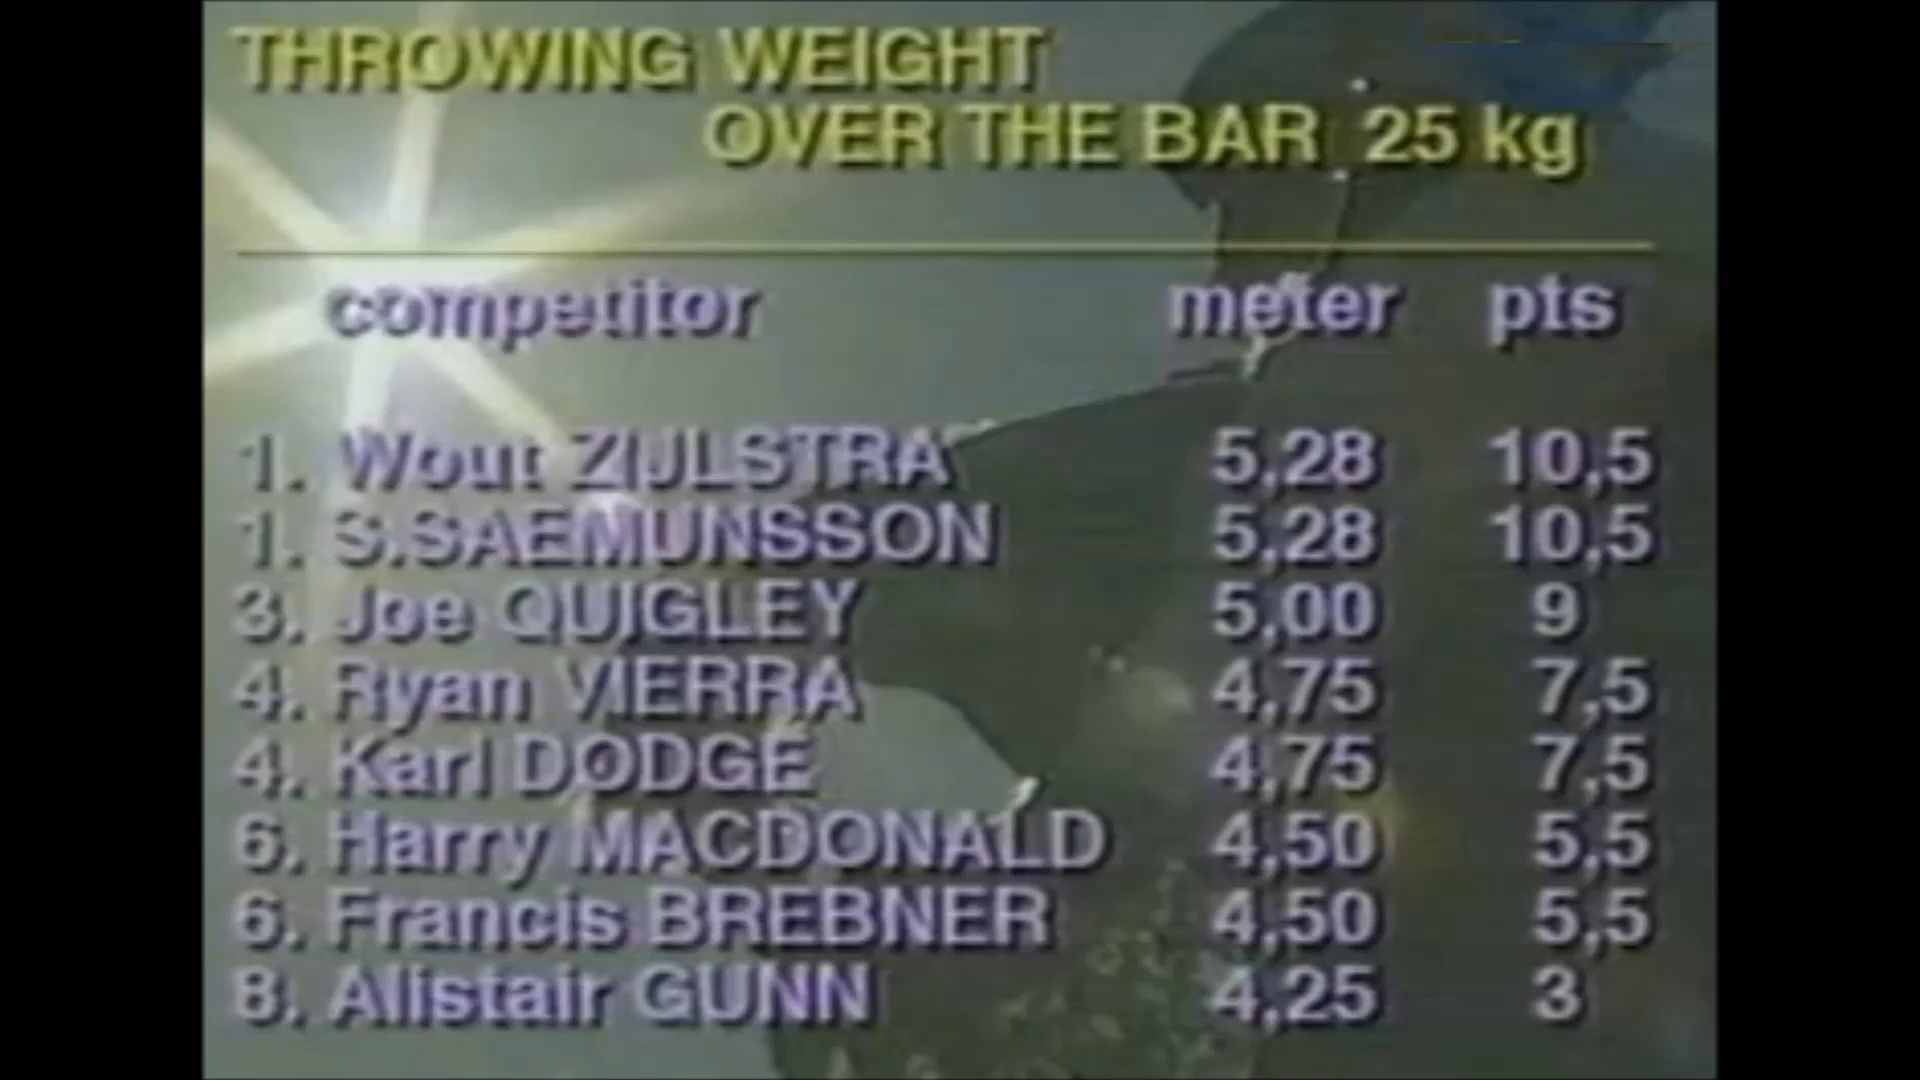 THROWING WEIGHT
OVER THE BAR 25 kg
competitor meter pts
1. Wout ZIJLSTRA 5,28 10,5
1. S.SAEMUNSSON 5,28 10,5
3. Joe QUIGLEY 5,00 9
4. Ryan VIERRA 4,75 7,5
4. Karl DODGE 4,75 7,5
6. Harry MACDONALD 4,50 5,5
6. Francis BREBNER 4,50 5,5
8. Alistair GUNN 4,25 3